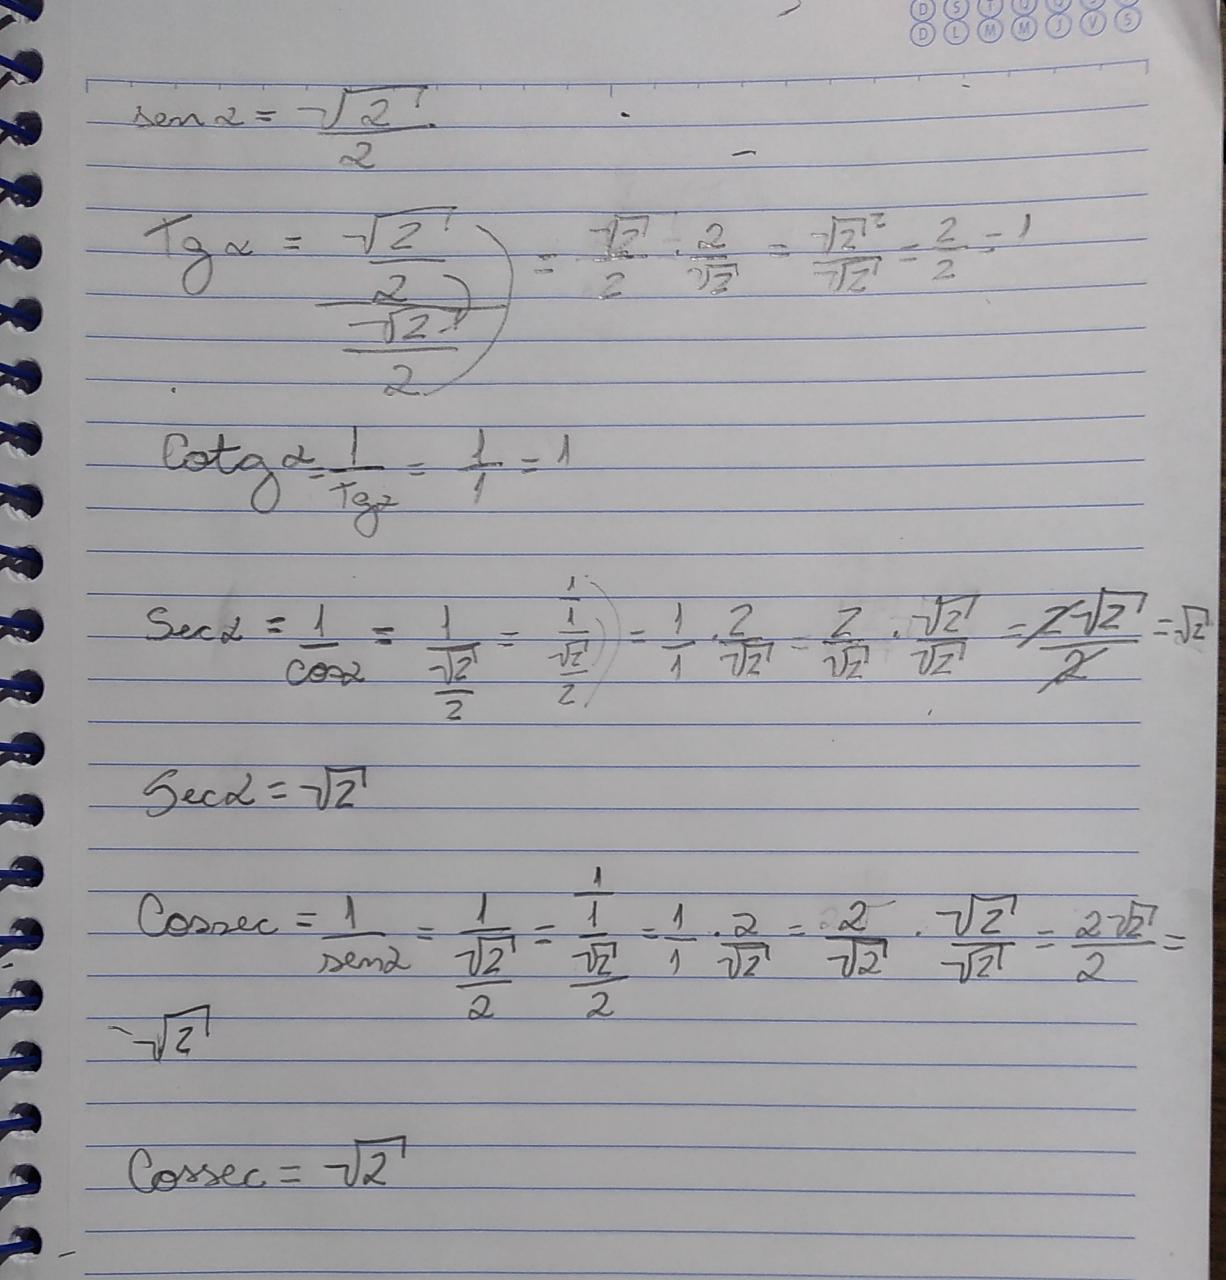 D S T Q Q S S
D L M M J V S
sen α = √2/2
Tg α = (√2/2)/(√2/2) = √2/2 · 2/√2 = √2²/√2 = 2/2 = 1
Cotg α = 1/Tg α = 1/1 = 1
Sec α = 1/cos α = 1/(√2/2) = (1/1)/(√2/2) = 1/1 · 2/√2 = 2/√2 · √2/√2 = 2√2/2 = √2
Sec α = √2
Cossec = 1/sen α = 1/(√2/2) = (1/1)/(√2/2) = 1/1 · 2/√2 = 2/√2 · √2/√2 = 2√2/2 =
√2
Cossec = √2